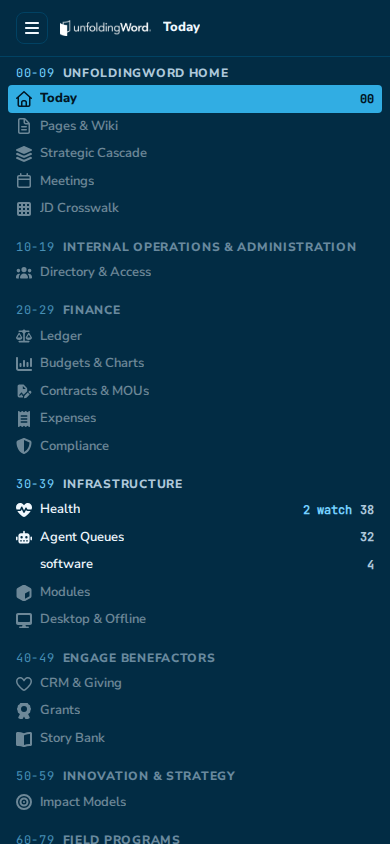 unfoldingWord. Today
00-09 UNFOLDINGWORD HOME
Today 00
Pages & Wiki
Strategic Cascade
Meetings
JD Crosswalk
10-19 INTERNAL OPERATIONS & ADMINISTRATION
Directory & Access
20-29 FINANCE
Ledger
Budgets & Charts
Contracts & MOUs
Expenses
Compliance
30-39 INFRASTRUCTURE
Health 2 watch 38
Agent Queues 32
software 4
Modules
Desktop & Offline
40-49 ENGAGE BENEFACTORS
CRM & Giving
Grants
Story Bank
50-59 INNOVATION & STRATEGY
Impact Models
60-79 FIELD PROGRAMS